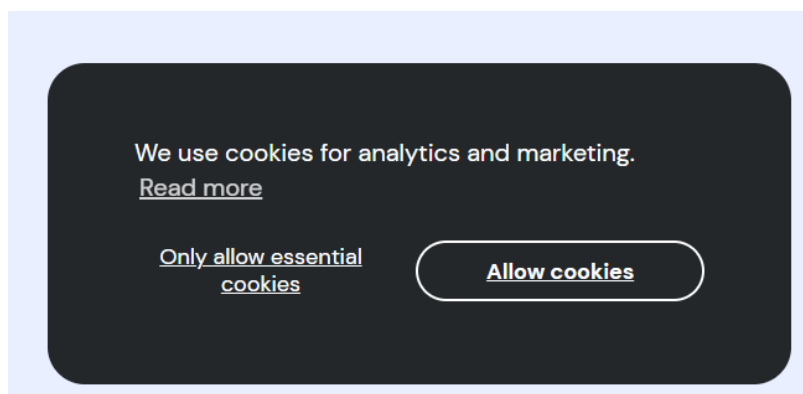 We use cookies for analytics and marketing.
Read more
Only allow essential
cookies
Allow cookies